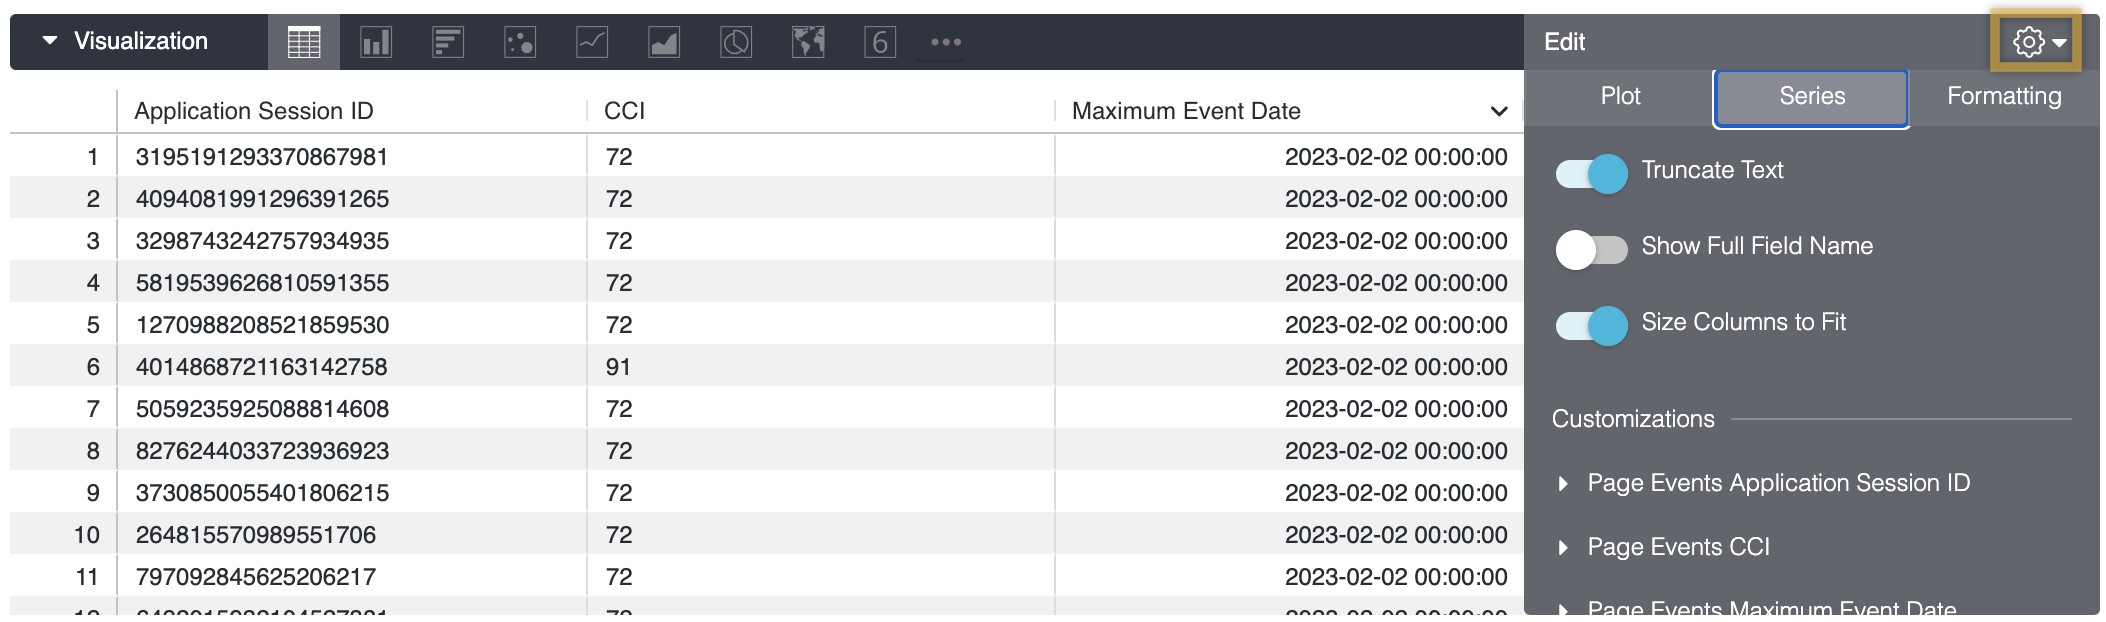 Visualization
6
Edit
Plot Series Formatting
Application Session ID CCI Maximum Event Date
1 3195191293370867981 72 2023-02-02 00:00:00
2 4094081991296391265 72 2023-02-02 00:00:00
3 3298743242757934935 72 2023-02-02 00:00:00
4 5819539626810591355 72 2023-02-02 00:00:00
5 1270988208521859530 72 2023-02-02 00:00:00
6 4014868721163142758 91 2023-02-02 00:00:00
7 5059235925088814608 72 2023-02-02 00:00:00
8 8276244033723936923 72 2023-02-02 00:00:00
9 3730850055401806215 72 2023-02-02 00:00:00
10 264815570989551706 72 2023-02-02 00:00:00
11 797092845625206217 72 2023-02-02 00:00:00
Truncate Text
Show Full Field Name
Size Columns to Fit
Customizations
Page Events Application Session ID
Page Events CCI
Page Events Maximum Event Date